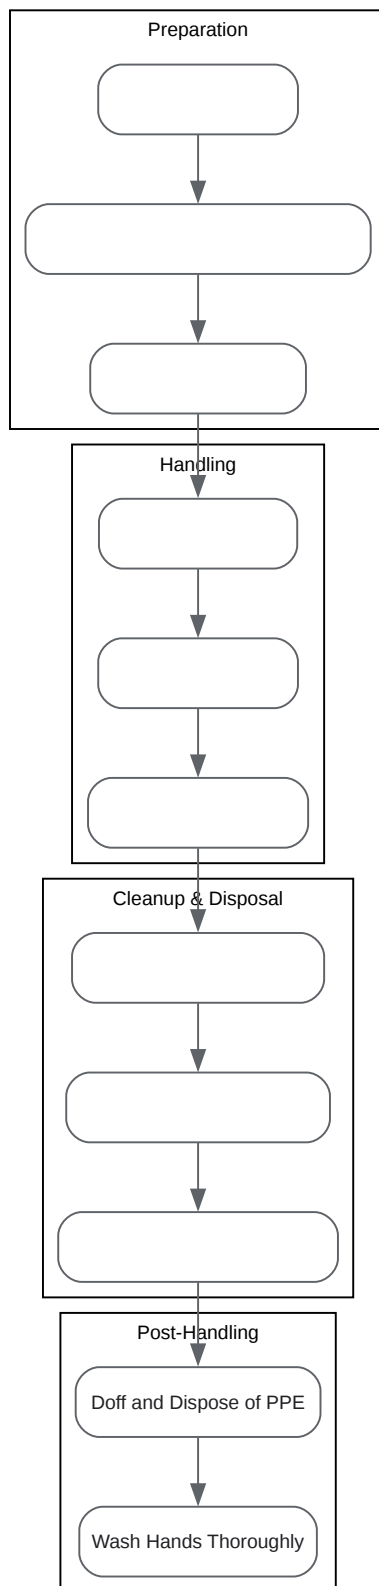 Preparation
Handling
Cleanup & Disposal
Post-Handling
Doff and Dispose of PPE
Wash Hands Thoroughly